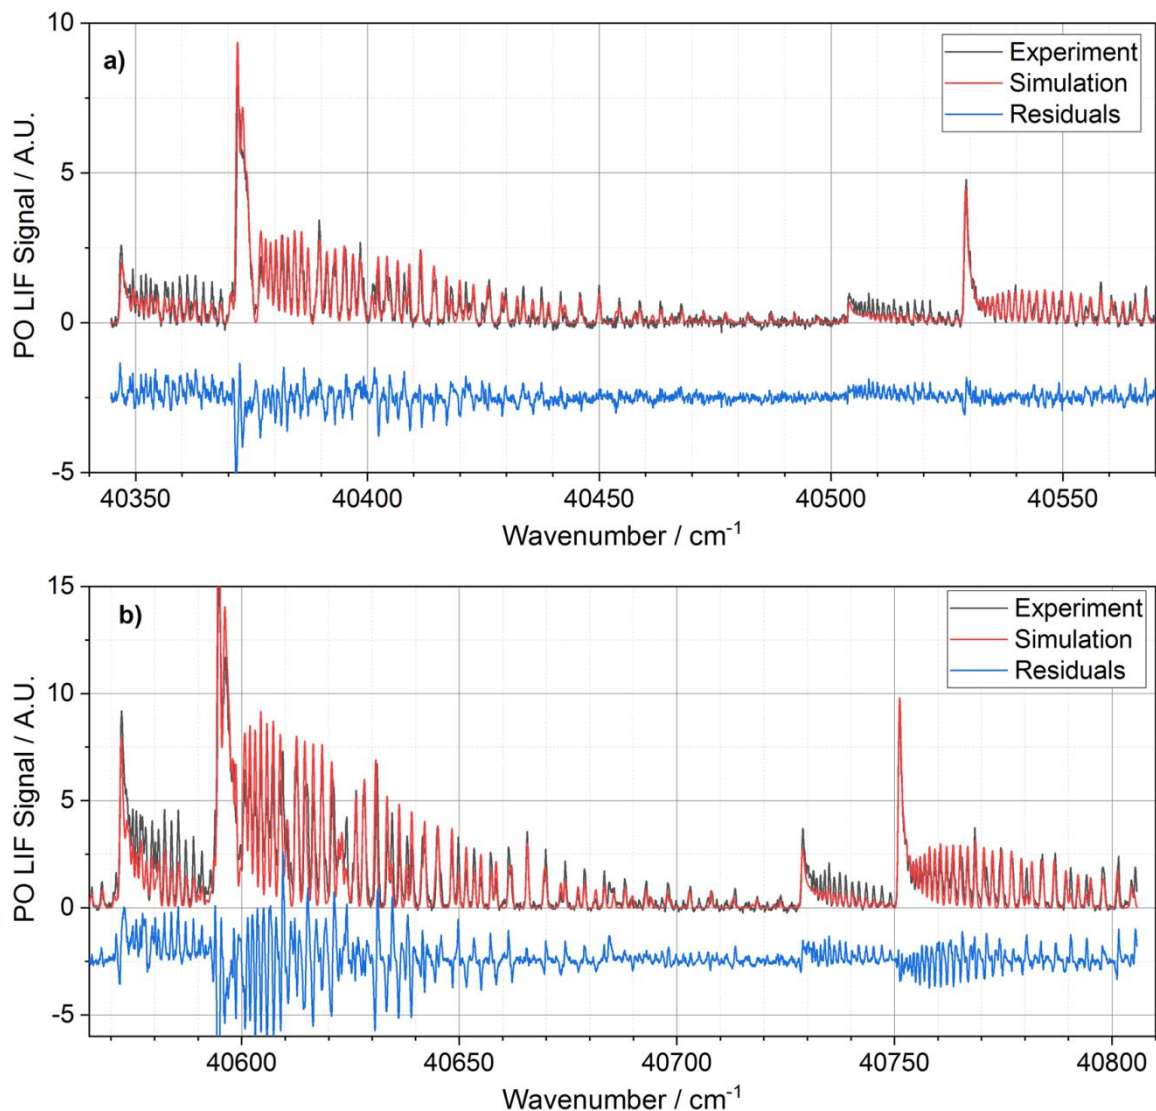 a)
Experiment
Simulation
Residuals
PO LIF Signal / A.U.
10
5
0
-5
40350 40400 40450 40500 40550
Wavenumber / cm-1
b)
Experiment
Simulation
Residuals
PO LIF Signal / A.U.
15
10
5
0
-5
40600 40650 40700 40750 40800
Wavenumber / cm-1